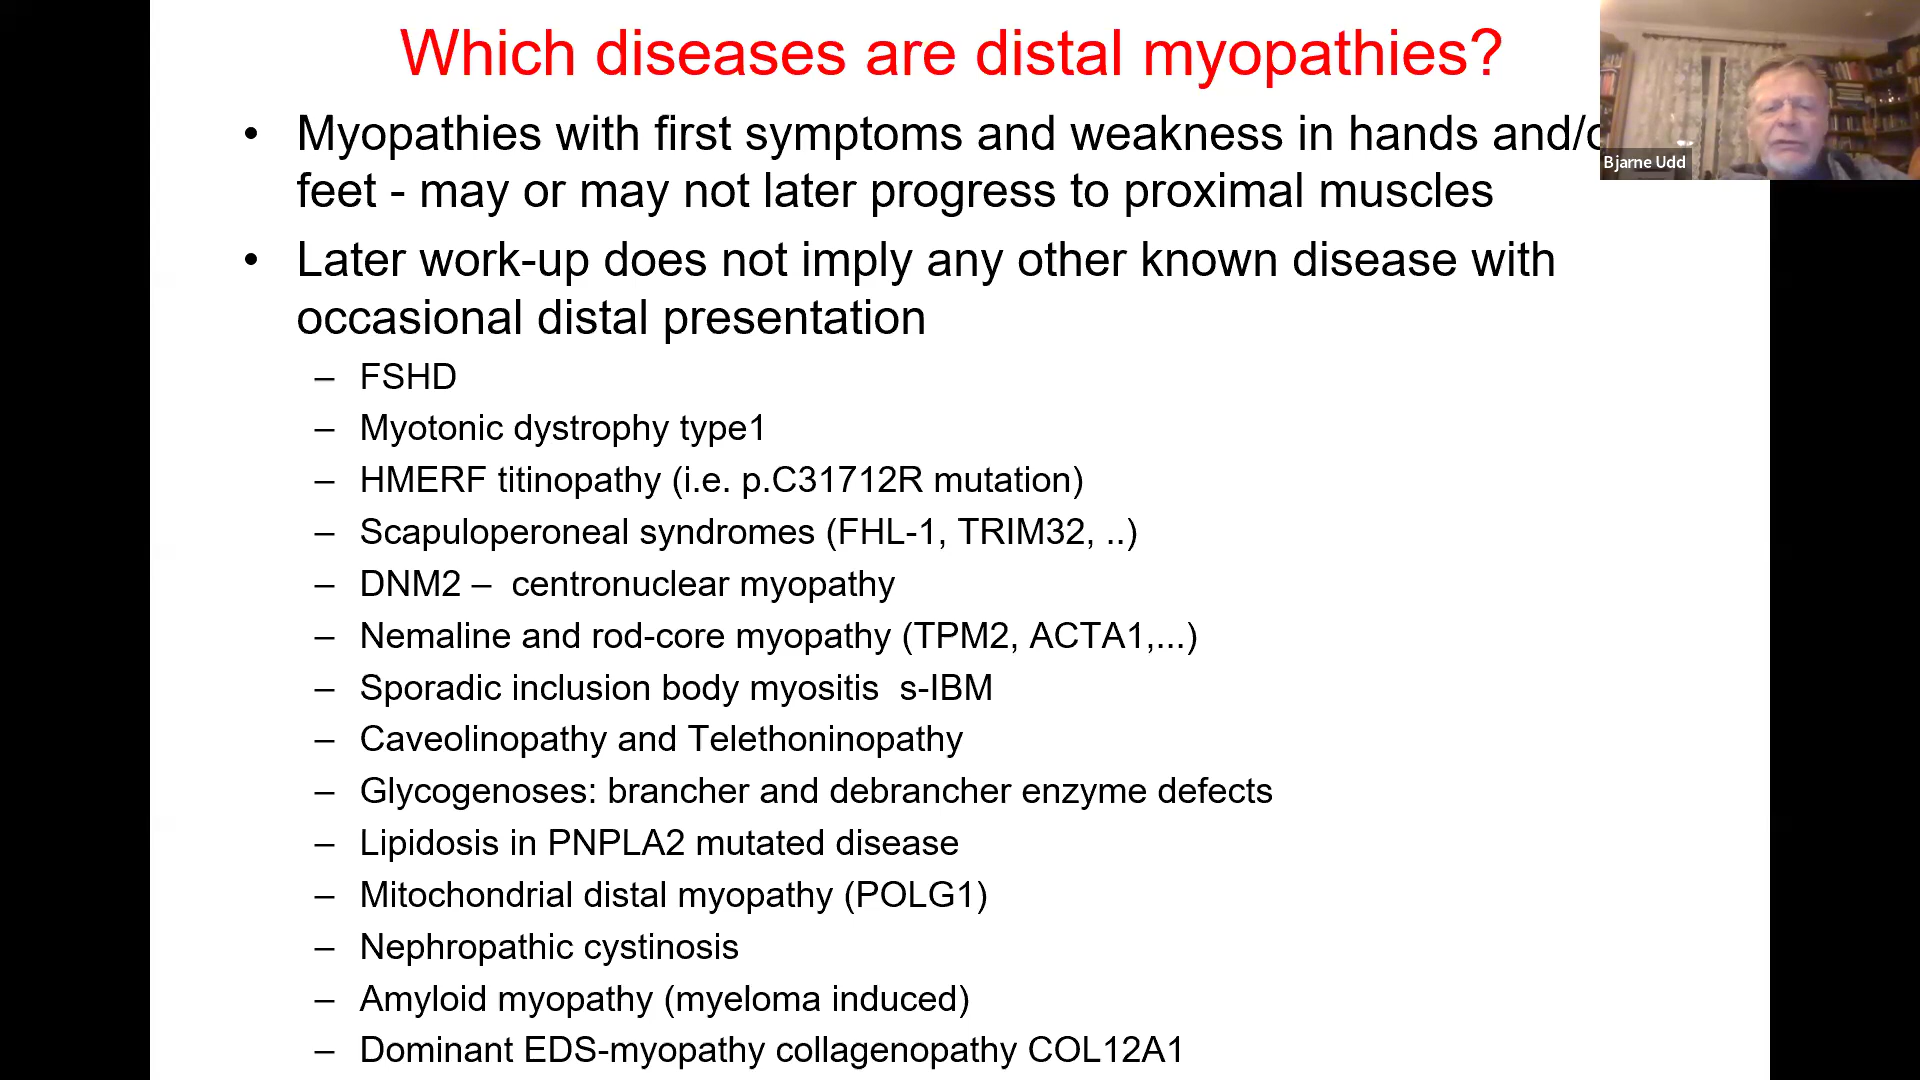 Which diseases are distal myopathies?
• Myopathies with first symptoms and weakness in hands and/
feet - may or may not later progress to proximal muscles
• Later work-up does not imply any other known disease with
occasional distal presentation
– FSHD
– Myotonic dystrophy type1
– HMERF titinopathy (i.e. p.C31712R mutation)
– Scapuloperoneal syndromes (FHL-1, TRIM32, ..)
– DNM2 – centronuclear myopathy
– Nemaline and rod-core myopathy (TPM2, ACTA1,...)
– Sporadic inclusion body myositis s-IBM
– Caveolinopathy and Telethoninopathy
– Glycogenoses: brancher and debrancher enzyme defects
– Lipidosis in PNPLA2 mutated disease
– Mitochondrial distal myopathy (POLG1)
– Nephropathic cystinosis
– Amyloid myopathy (myeloma induced)
– Dominant EDS-myopathy collagenopathy COL12A1
Bjarne Udd